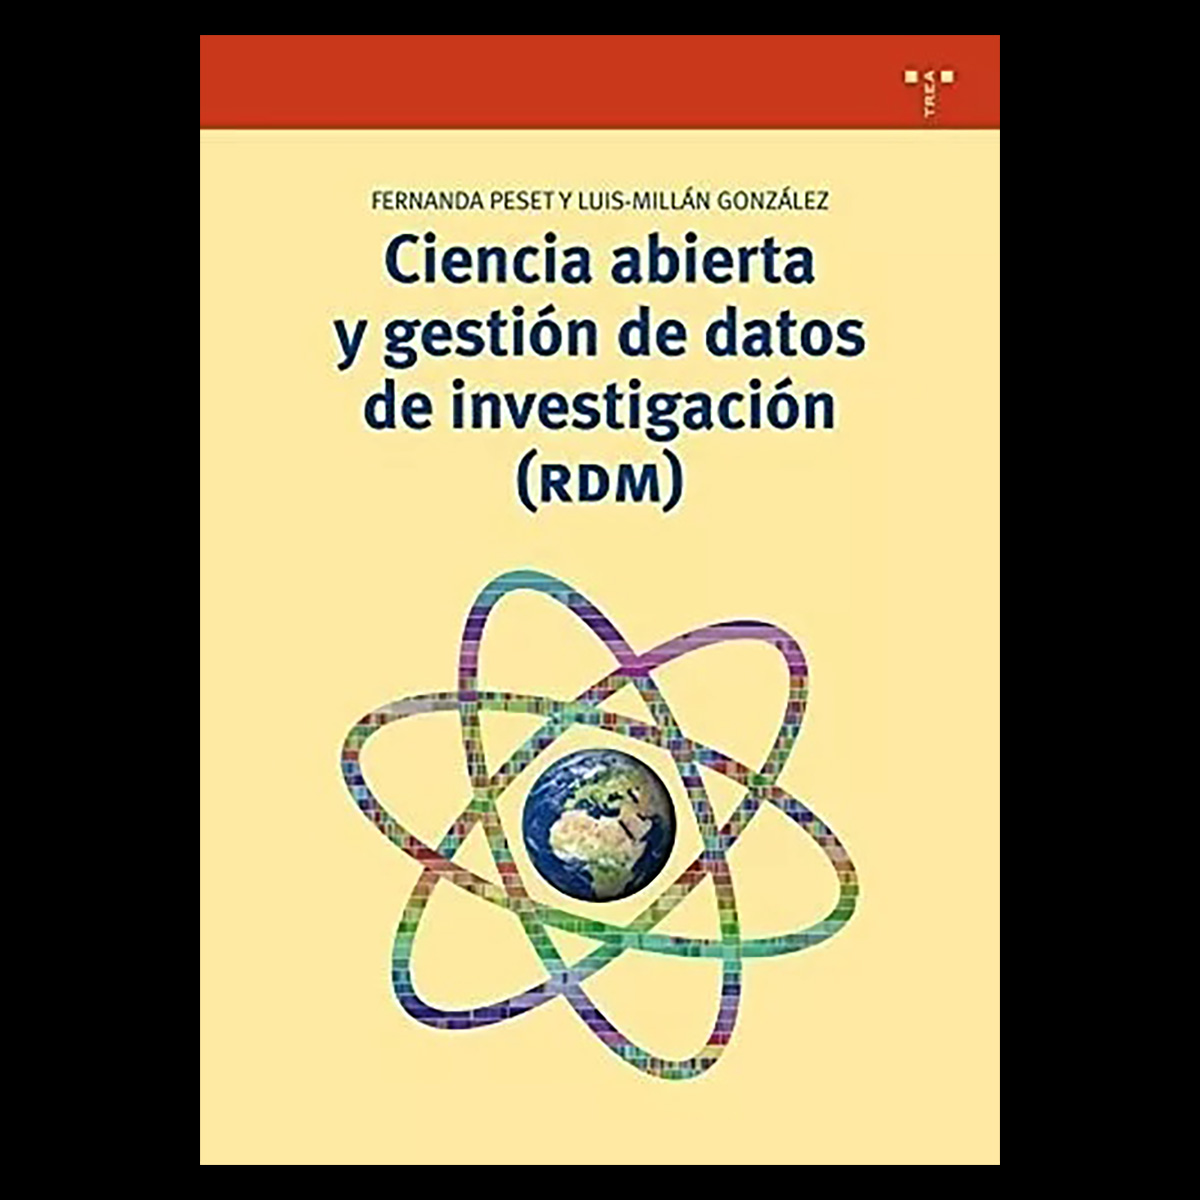 TREA
FERNANDA PESET Y LUIS-MILLÁN GONZÁLEZ
Ciencia abierta
y gestión de datos
de investigación
(RDM)